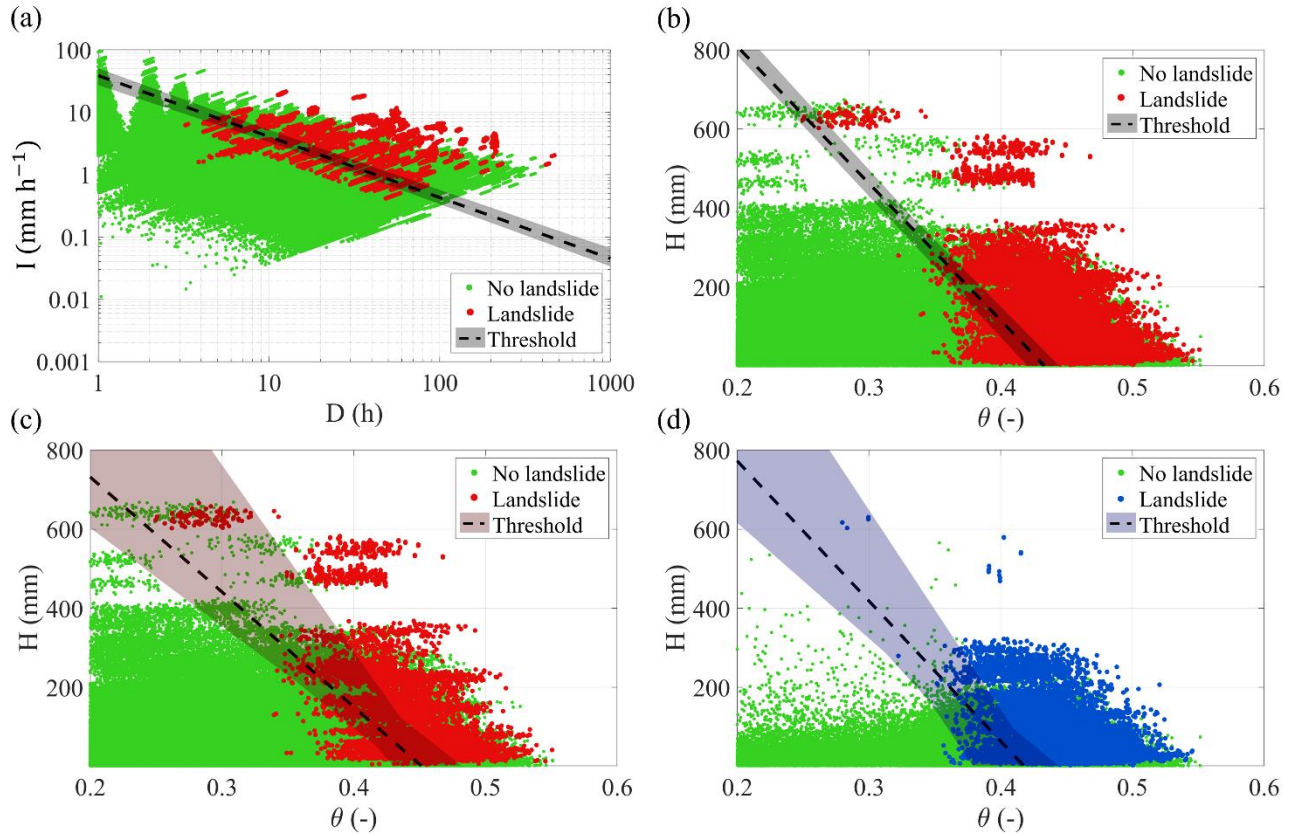 (a)
I (mm h⁻¹)
100
10
1
0.1
0.01
0.001
No landslide
Landslide
Threshold
1 10 100 1000
D (h)
(b)
H (mm)
800
600
400
200
No landslide
Landslide
Threshold
0.2 0.3 0.4 0.5 0.6
θ (-)
(c)
H (mm)
800
600
400
200
No landslide
Landslide
Threshold
0.2 0.3 0.4 0.5 0.6
θ (-)
(d)
H (mm)
800
600
400
200
No landslide
Landslide
Threshold
0.2 0.3 0.4 0.5 0.6
θ (-)